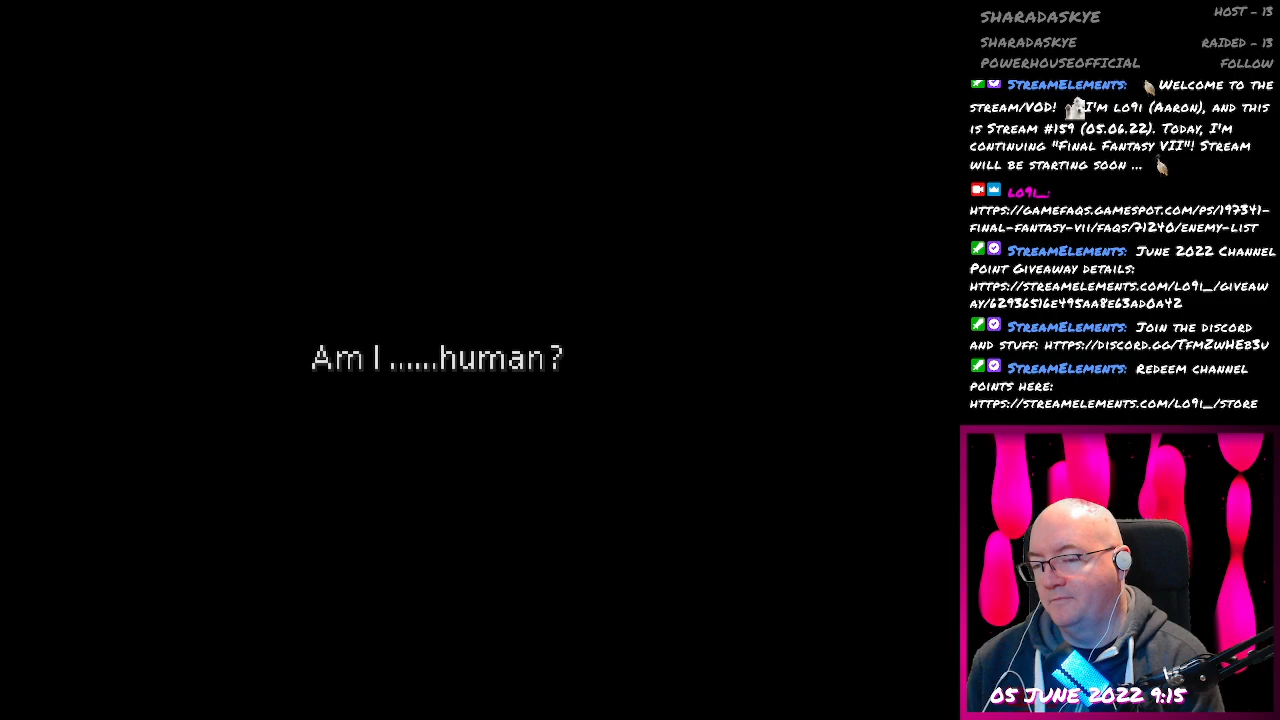 Am I ......human?
SHARADASKYE HOST - 13
SHARADASKYE RAIDED - 13
POWERHOUSEOFFICIAL FOLLOW
StreamElements: Welcome to the
stream/VOD! I'm lo9i (Aaron), and this
is Stream #159 (05.06.22). Today, I'm
continuing "Final Fantasy VII"! Stream
will be starting soon ...
lo9i_:
https://gamefaqs.gamespot.com/ps/197341-
final-fantasy-vii/faqs/71240/enemy-list
StreamElements: June 2022 Channel
Point Giveaway details:
https://streamelements.com/lo9i_/giveaw
ay/62936516e495aa8e63ad0a42
StreamElements: Join the discord
and stuff: https://discord.gg/TfmZwHE83u
StreamElements: Redeem channel
points here:
https://streamelements.com/lo9i_/store
05 JUNE 2022 9:15